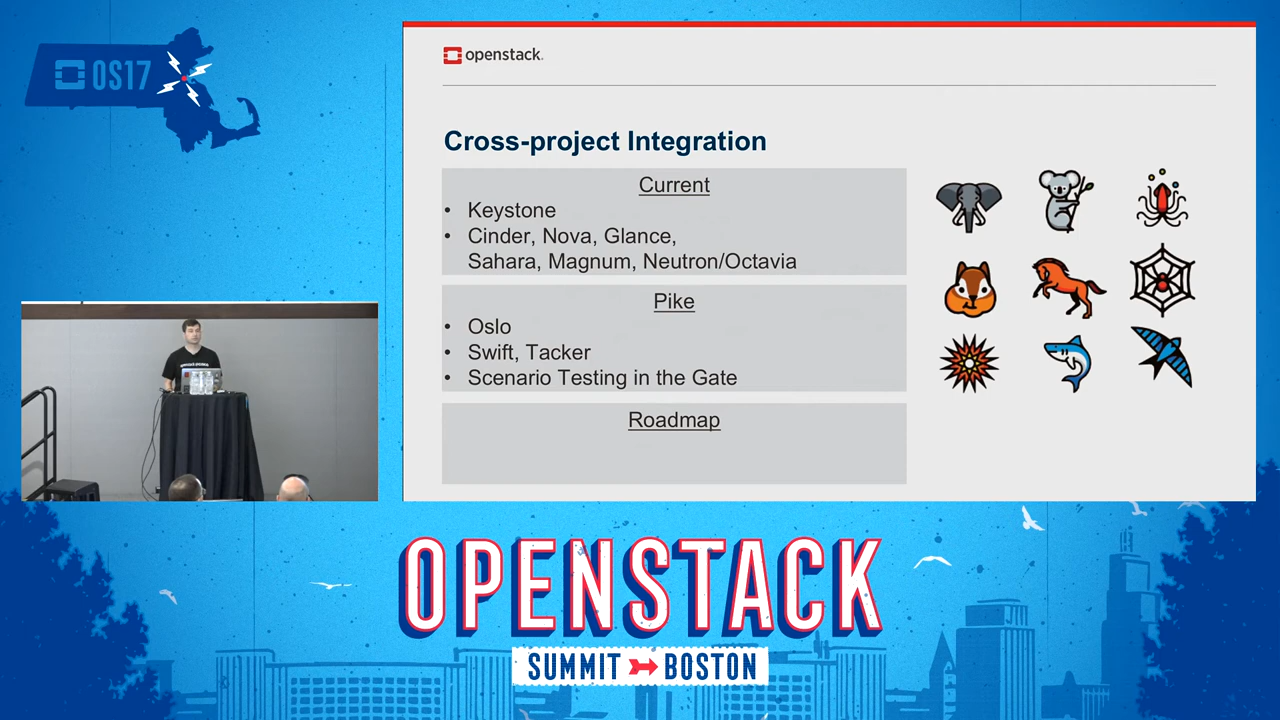 OS17
openstack.
Cross-project Integration
Current
• Keystone
• Cinder, Nova, Glance,
Sahara, Magnum, Neutron/Octavia
Pike
• Oslo
• Swift, Tacker
• Scenario Testing in the Gate
Roadmap
OPENSTACK
SUMMIT BOSTON